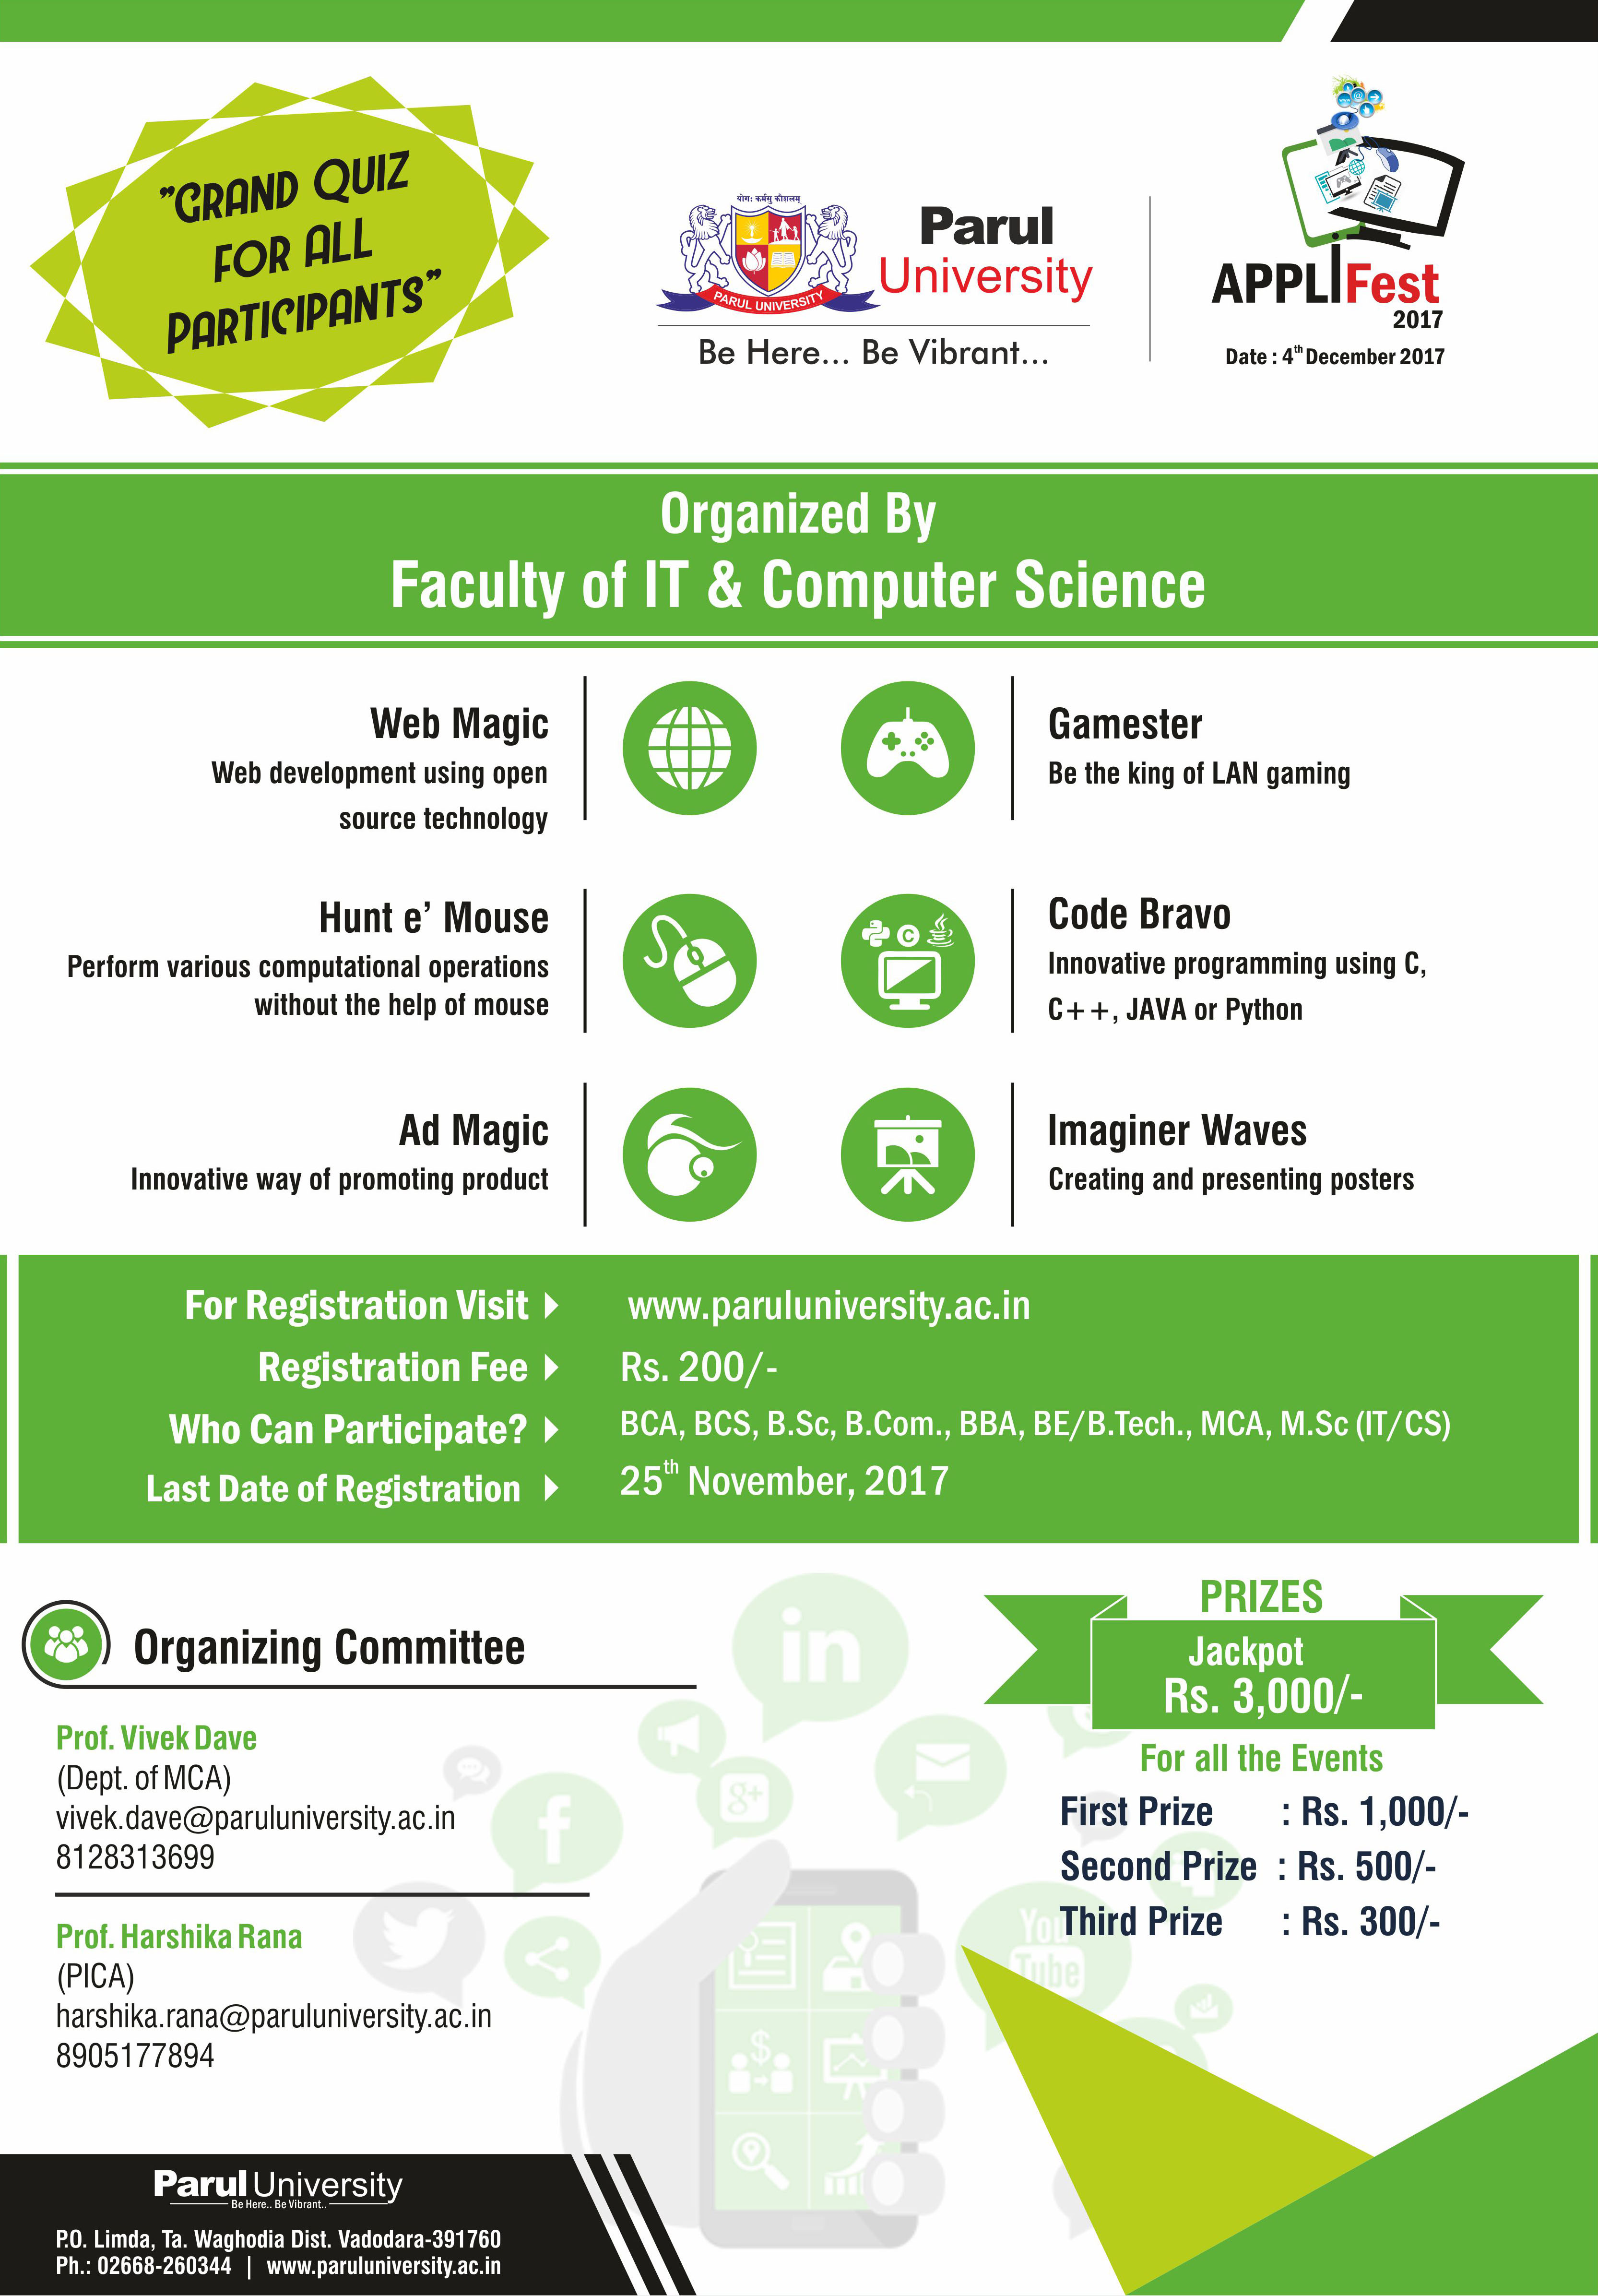 "GRAND QUIZ
FOR ALL
PARTICIPANTS"
योगः कर्मसु कौशलम्
PARUL UNIVERSITY
Parul
University
Be Here... Be Vibrant...
APPLIFest
2017
Date : 4th December 2017
Organized By
Faculty of IT & Computer Science
Web Magic
Web development using open
source technology
Gamester
Be the king of LAN gaming
Hunt e' Mouse
Perform various computational operations
without the help of mouse
C
Code Bravo
Innovative programming using C,
C++, JAVA or Python
Ad Magic
Innovative way of promoting product
Imaginer Waves
Creating and presenting posters
For Registration Visit www.paruluniversity.ac.in
Registration Fee Rs. 200/-
Who Can Participate? BCA, BCS, B.Sc, B.Com., BBA, BE/B.Tech., MCA, M.Sc (IT/CS)
Last Date of Registration 25th November, 2017
Organizing Committee
Prof. Vivek Dave
(Dept. of MCA)
vivek.dave@paruluniversity.ac.in
8128313699
Prof. Harshika Rana
(PICA)
harshika.rana@paruluniversity.ac.in
8905177894
in
g+
f
You
Tube
$
PRIZES
Jackpot
Rs. 3,000/-
For all the Events
First Prize : Rs. 1,000/-
Second Prize : Rs. 500/-
Third Prize : Rs. 300/-
Parul University
Be Here.. Be Vibrant..
P.O. Limda, Ta. Waghodia Dist. Vadodara-391760
Ph.: 02668-260344 | www.paruluniversity.ac.in